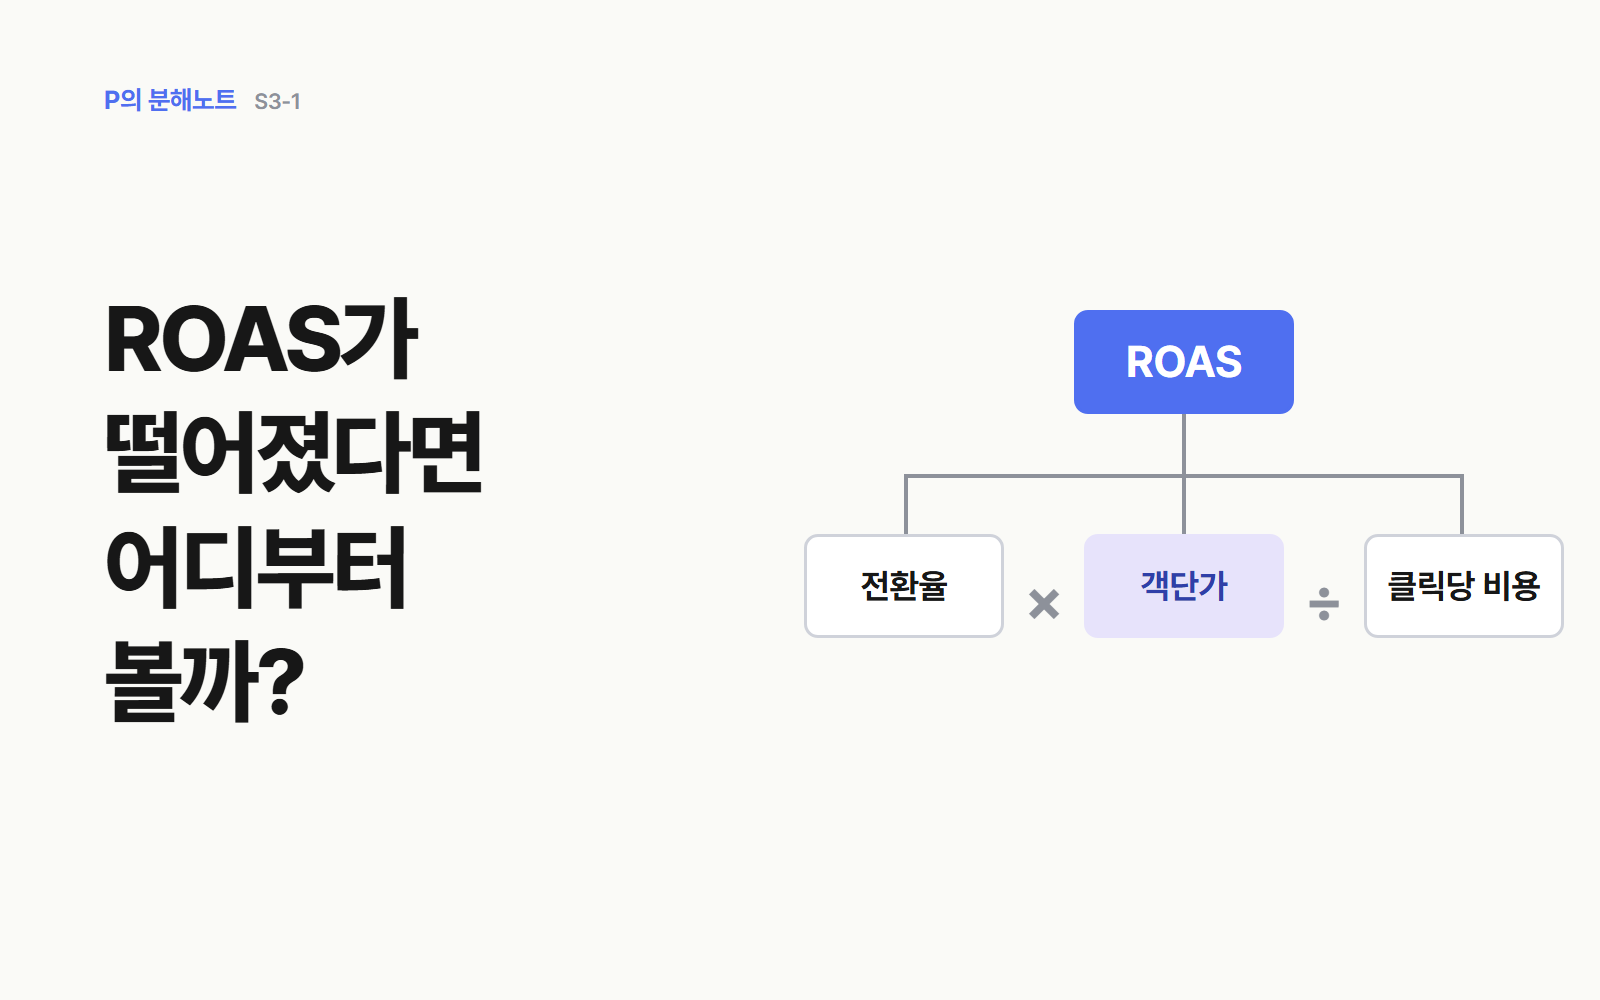 P의 분해노트 S3-1
ROAS가
떨어졌다면
어디부터
볼까?
ROAS
전환율 × 객단가 ÷ 클릭당 비용